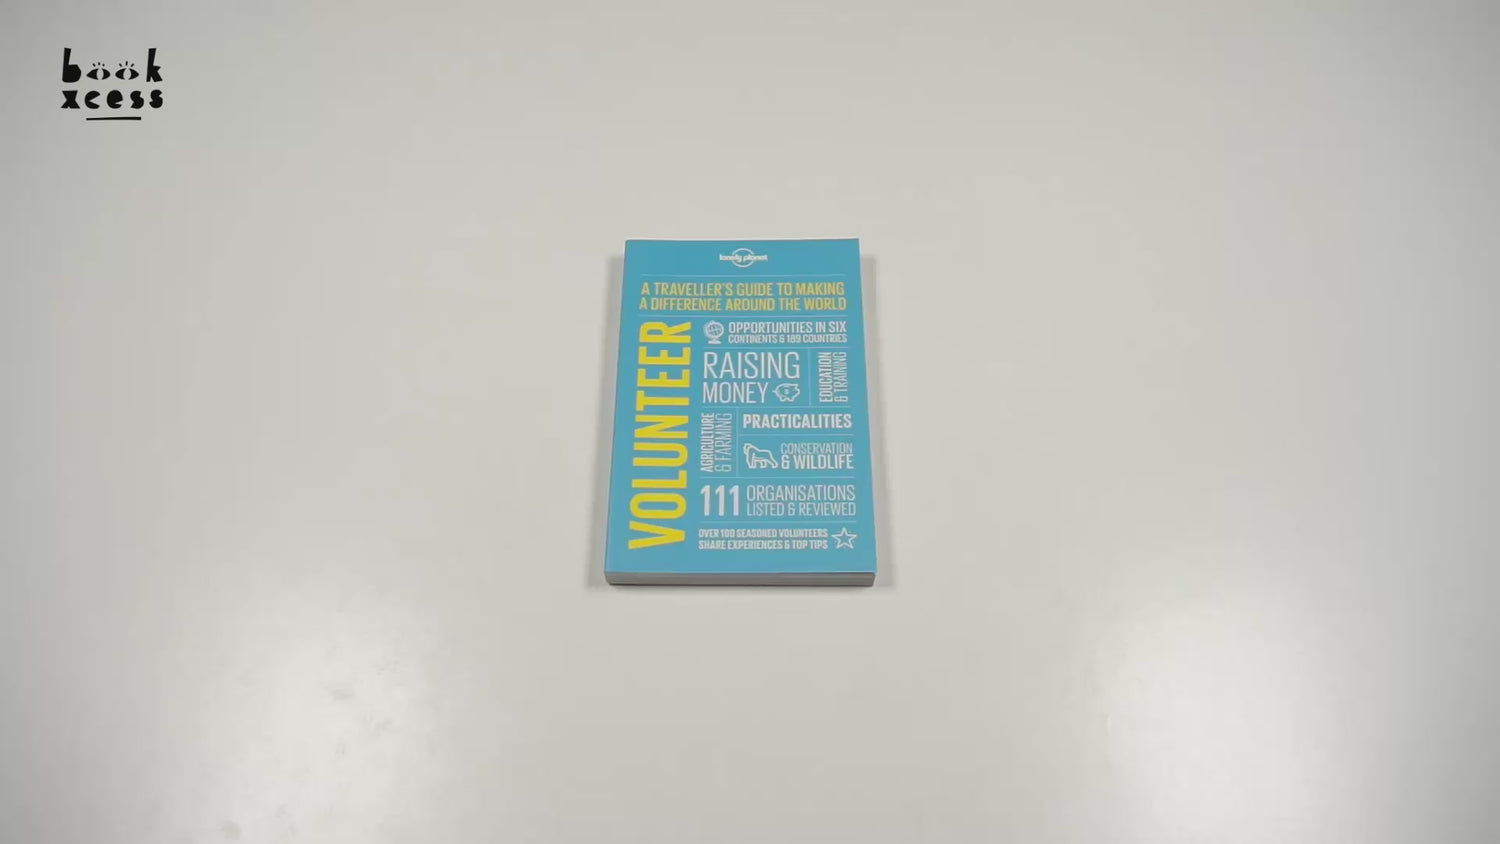 book
xcess
lonely planet
A TRAVELLER'S GUIDE TO MAKING
A DIFFERENCE AROUND THE WORLD
VOLUNTEER
OPPORTUNITIES IN SIX
CONTINENTS & 189 COUNTRIES
RAISING
MONEY
EDUCATION
& TRAINING
AGRICULTURE
& FARMING
PRACTICALITIES
CONSERVATION
& WILDLIFE
111 ORGANISATIONS
LISTED & REVIEWED
OVER 100 SEASONED VOLUNTEERS
SHARE EXPERIENCES & TOP TIPS